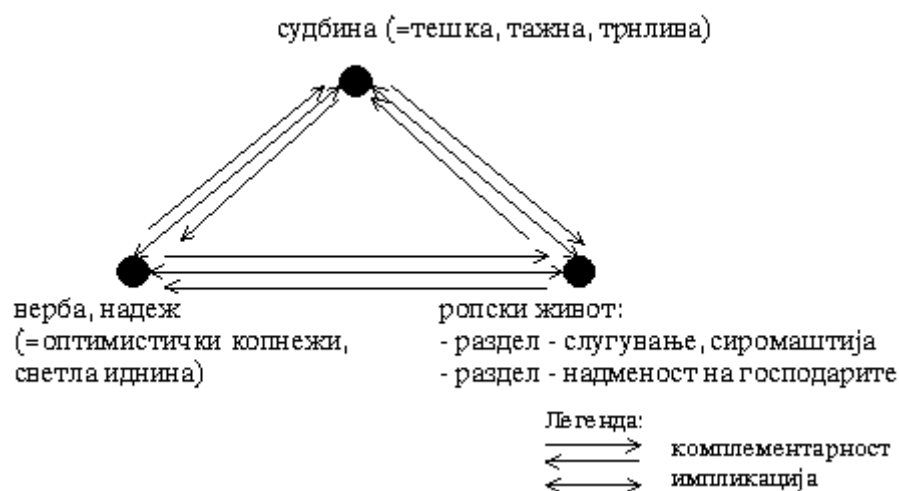 судбина (=тешка, тажна, трнлива)
верба, надеж
(=оптимистички копнежи,
светла иднина)
ропски живот:
- раздел - слугување, сиромаштија
- раздел - надменост на господарите
Легенда:
комплементарност
импликација